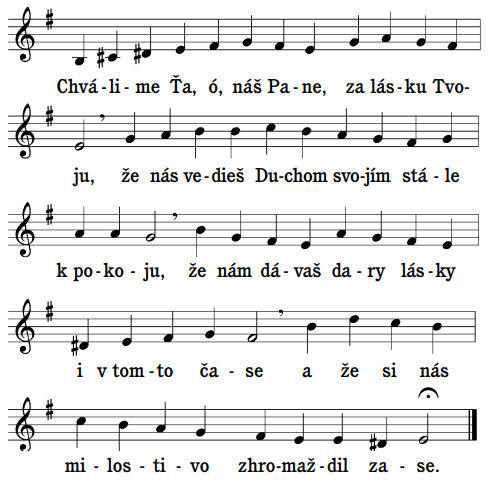 Chvá - li - me Ťa, ó, náš Pa - ne, za lás - ku Tvo-
ju, že nás ve - dieš Du - chom svo - jím stá - le
k po - ko - ju, že nám dá - vaš da - ry lás - ky
i v tom - to ča - se a že si nás
mi - los - ti - vo zhro - maž - dil za - se.